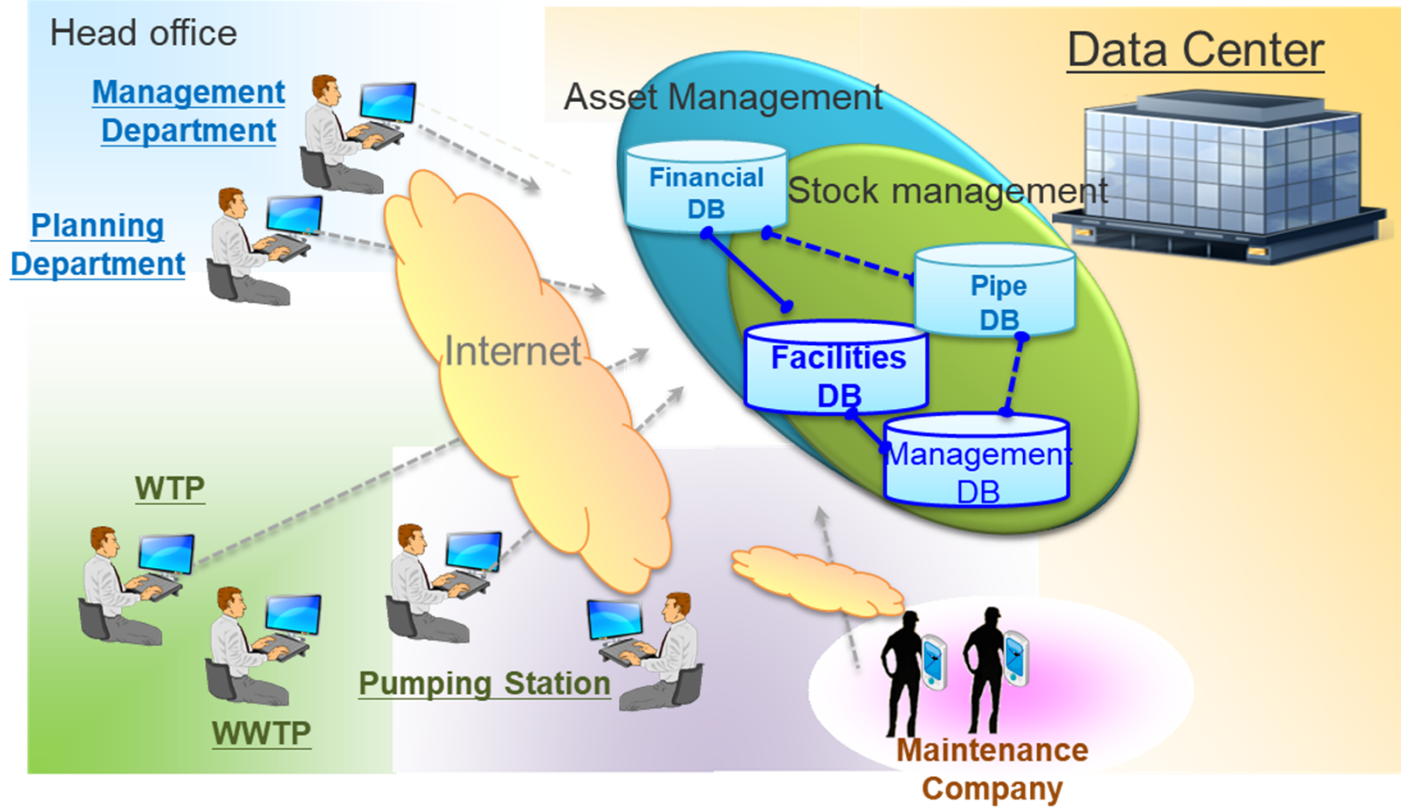 Head office
Data Center
Management
Department
Asset Management
Financial
DB
Stock management
Planning
Department
Pipe
DB
Internet
Facilities
DB
Management
DB
WTP
Pumping Station
WWTP
Maintenance
Company